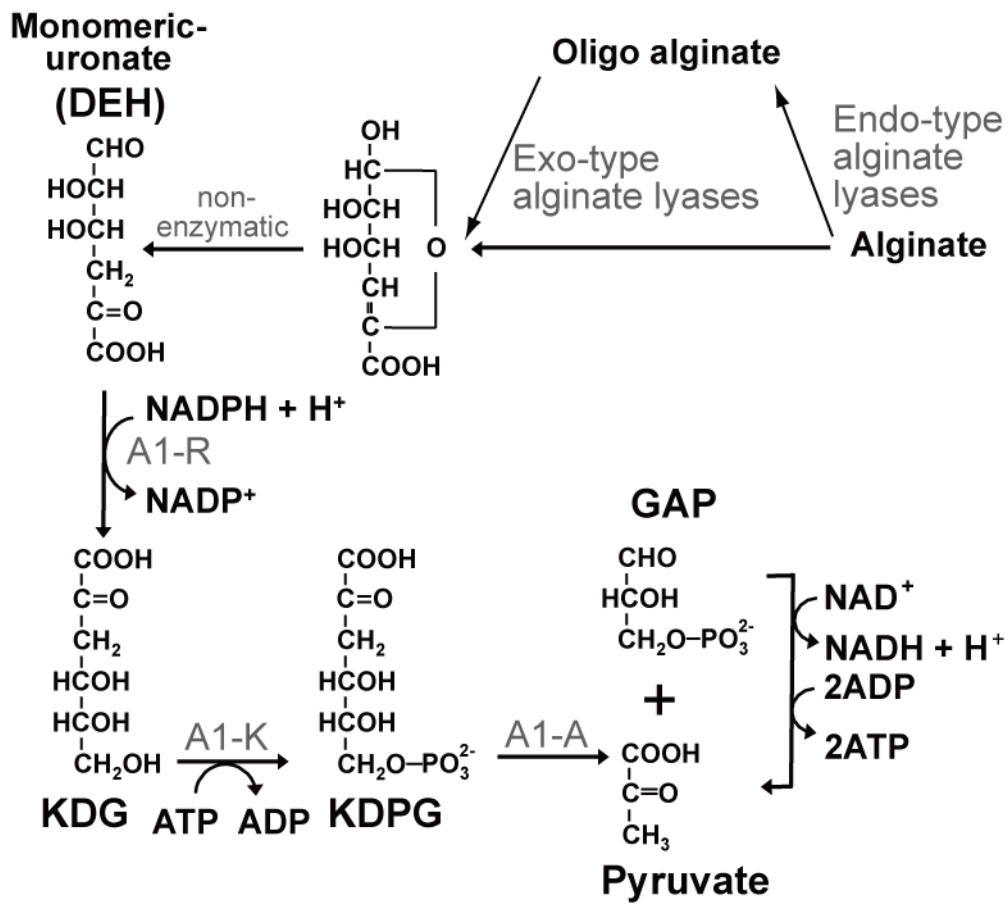 Monomeric-
uronate
(DEH)
CHO
HOCH
HOCH
CH₂
C=O
COOH
non-
enzymatic
OH
HC
HOCH
HOCH
O
CH
C
COOH
Oligo alginate
Exo-type
alginate lyases
Endo-type
alginate
lyases
Alginate
NADPH + H⁺
A1-R
NADP⁺
COOH
C=O
CH₂
HCOH
HCOH
CH₂OH
KDG
A1-K
ATP ADP
COOH
C=O
CH₂
HCOH
HCOH
CH₂O–PO₃²⁻
KDPG
A1-A
GAP
CHO
HCOH
CH₂O–PO₃²⁻
+
COOH
C=O
CH₃
Pyruvate
NAD⁺
NADH + H⁺
2ADP
2ATP